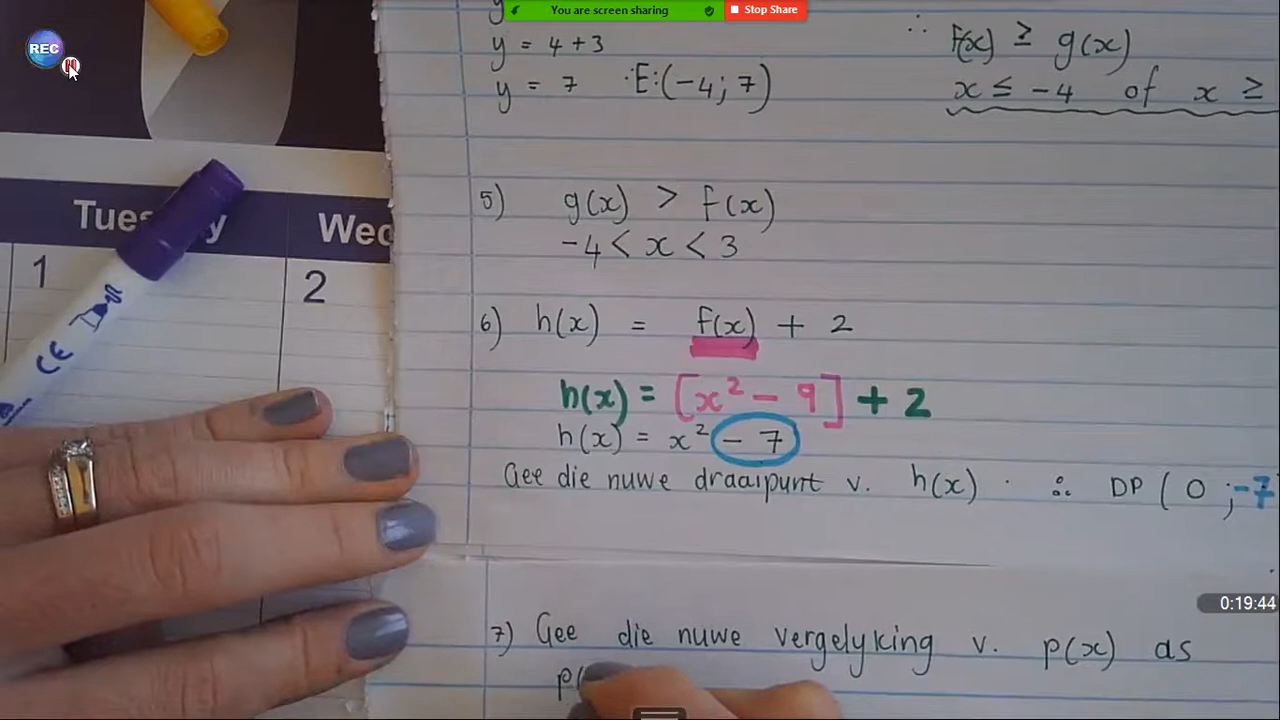 You are screen sharing Stop Share
REC
y = 4 + 3
y = 7 ∴E:(-4; 7)
∴ f(x) ≥ g(x)
x ≤ -4 of x ≥
Tuesday Wed
1 2
CE
5) g(x) > f(x)
-4 < x < 3
6) h(x) = f(x) + 2
h(x) = [x² - 9] + 2
h(x) = x² - 7
Gee die nuwe draaipunt v. h(x) . ∴ DP ( 0 ; -7
0:19:44
7) Gee die nuwe vergelyking v. p(x) as
p(